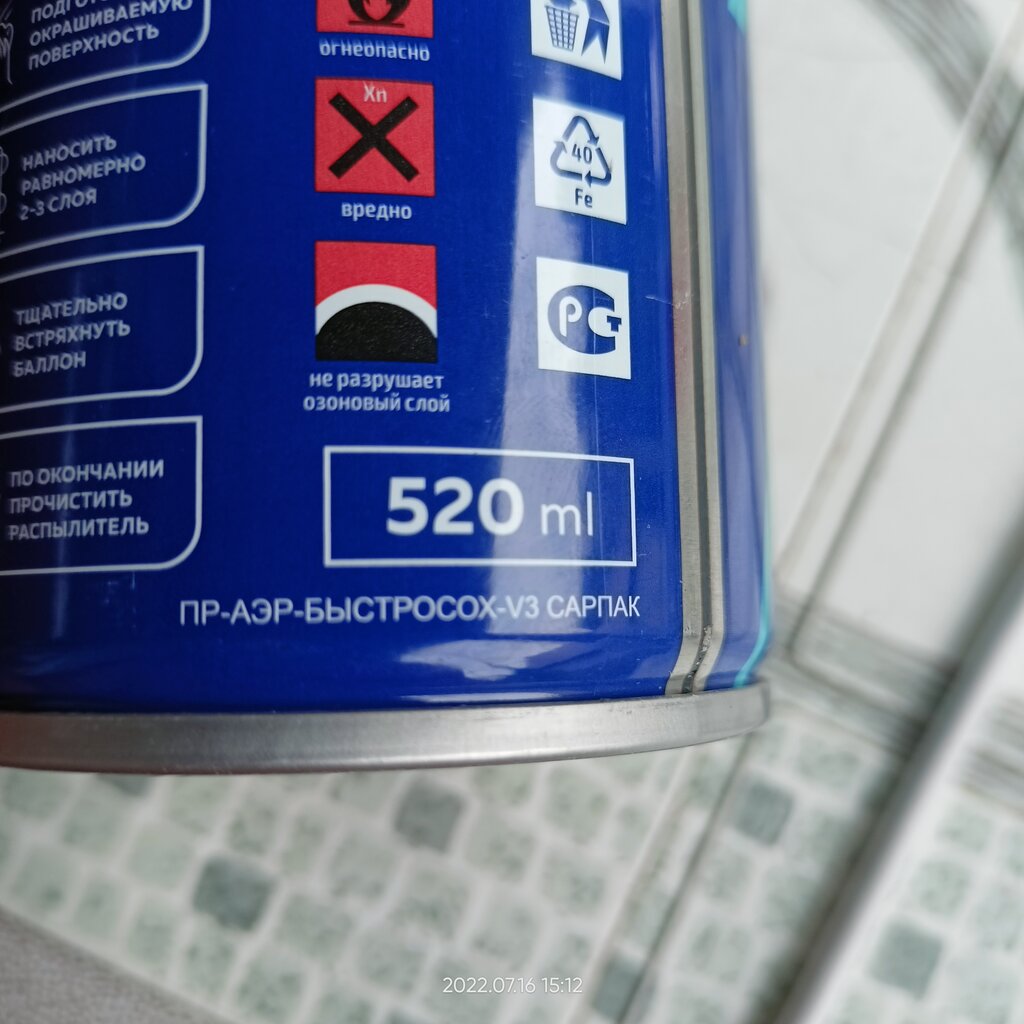 ОКРАШИВАЕМУЮ
ПОВЕРХНОСТЬ
НАНОСИТЬ
РАВНОМЕРНО
2-3 СЛОЯ
ТЩАТЕЛЬНО
ВСТРЯХНУТЬ
БАЛЛОН
ПО ОКОНЧАНИИ
ПРОЧИСТИТЬ
РАСПЫЛИТЕЛЬ
огнеопасно
Xn
вредно
не разрушает
озоновый слой
40
Fe
РСТ
520 ml
ПР-АЭР-БЫСТРОСОХ-V3 САРПАК
2022.07.16 15:12